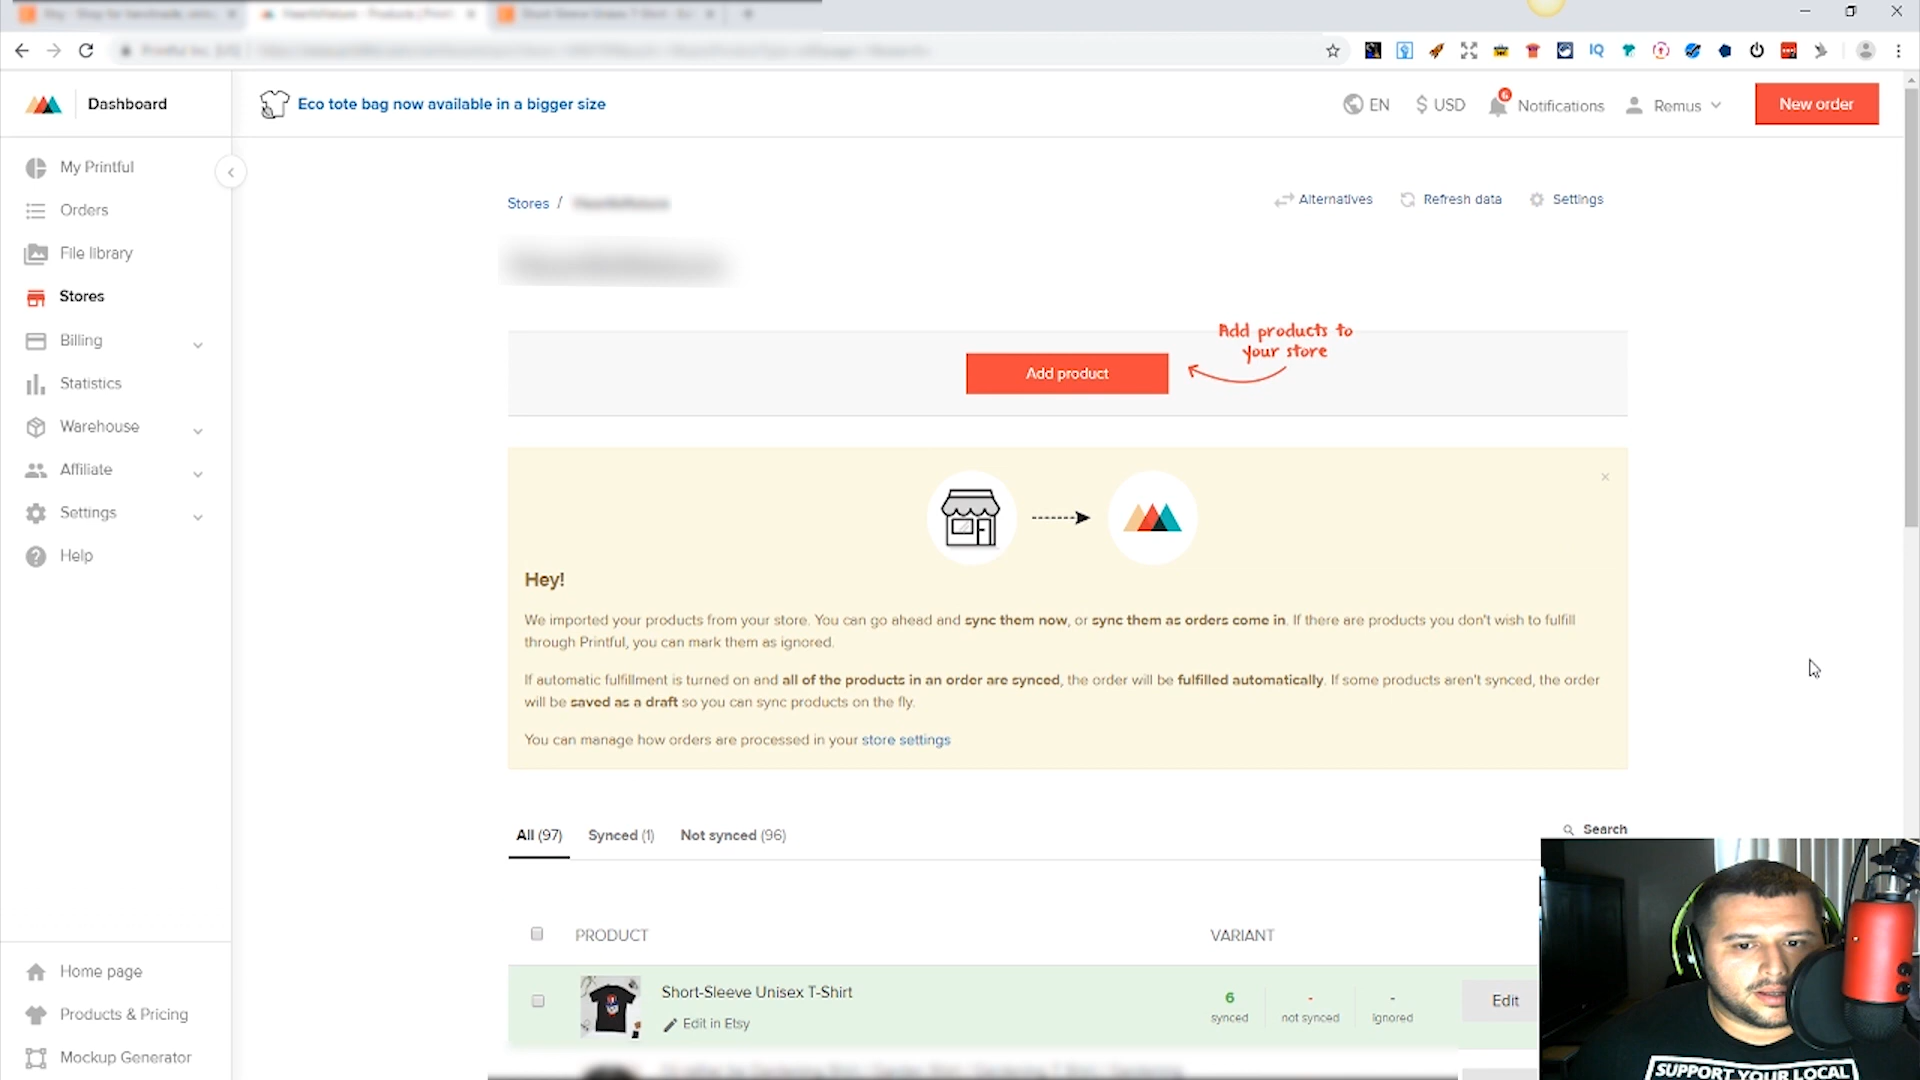 Dashboard
Eco tote bag now available in a bigger size
EN
$ USD
6
Notifications
Remus
New order
My Printful
Orders
File library
Stores
Billing
Statistics
Warehouse
Affiliate
Settings
Help
Home page
Products & Pricing
Mockup Generator
Stores /
Alternatives
Refresh data
Settings
Add product
Add products to
your store
Hey!
We imported your products from your store. You can go ahead and sync them now, or sync them as orders come in. If there are products you don't wish to fulfill
through Printful, you can mark them as ignored.
If automatic fulfillment is turned on and all of the products in an order are synced, the order will be fulfilled automatically. If some products aren't synced, the order
will be saved as a draft so you can sync products on the fly.
You can manage how orders are processed in your store settings
All (97)
Synced (1)
Not synced (96)
Search
PRODUCT
VARIANT
Short-Sleeve Unisex T-Shirt
Edit in Etsy
6
-
-
synced
not synced
ignored
Edit
SUPPORT YOUR LOCAL